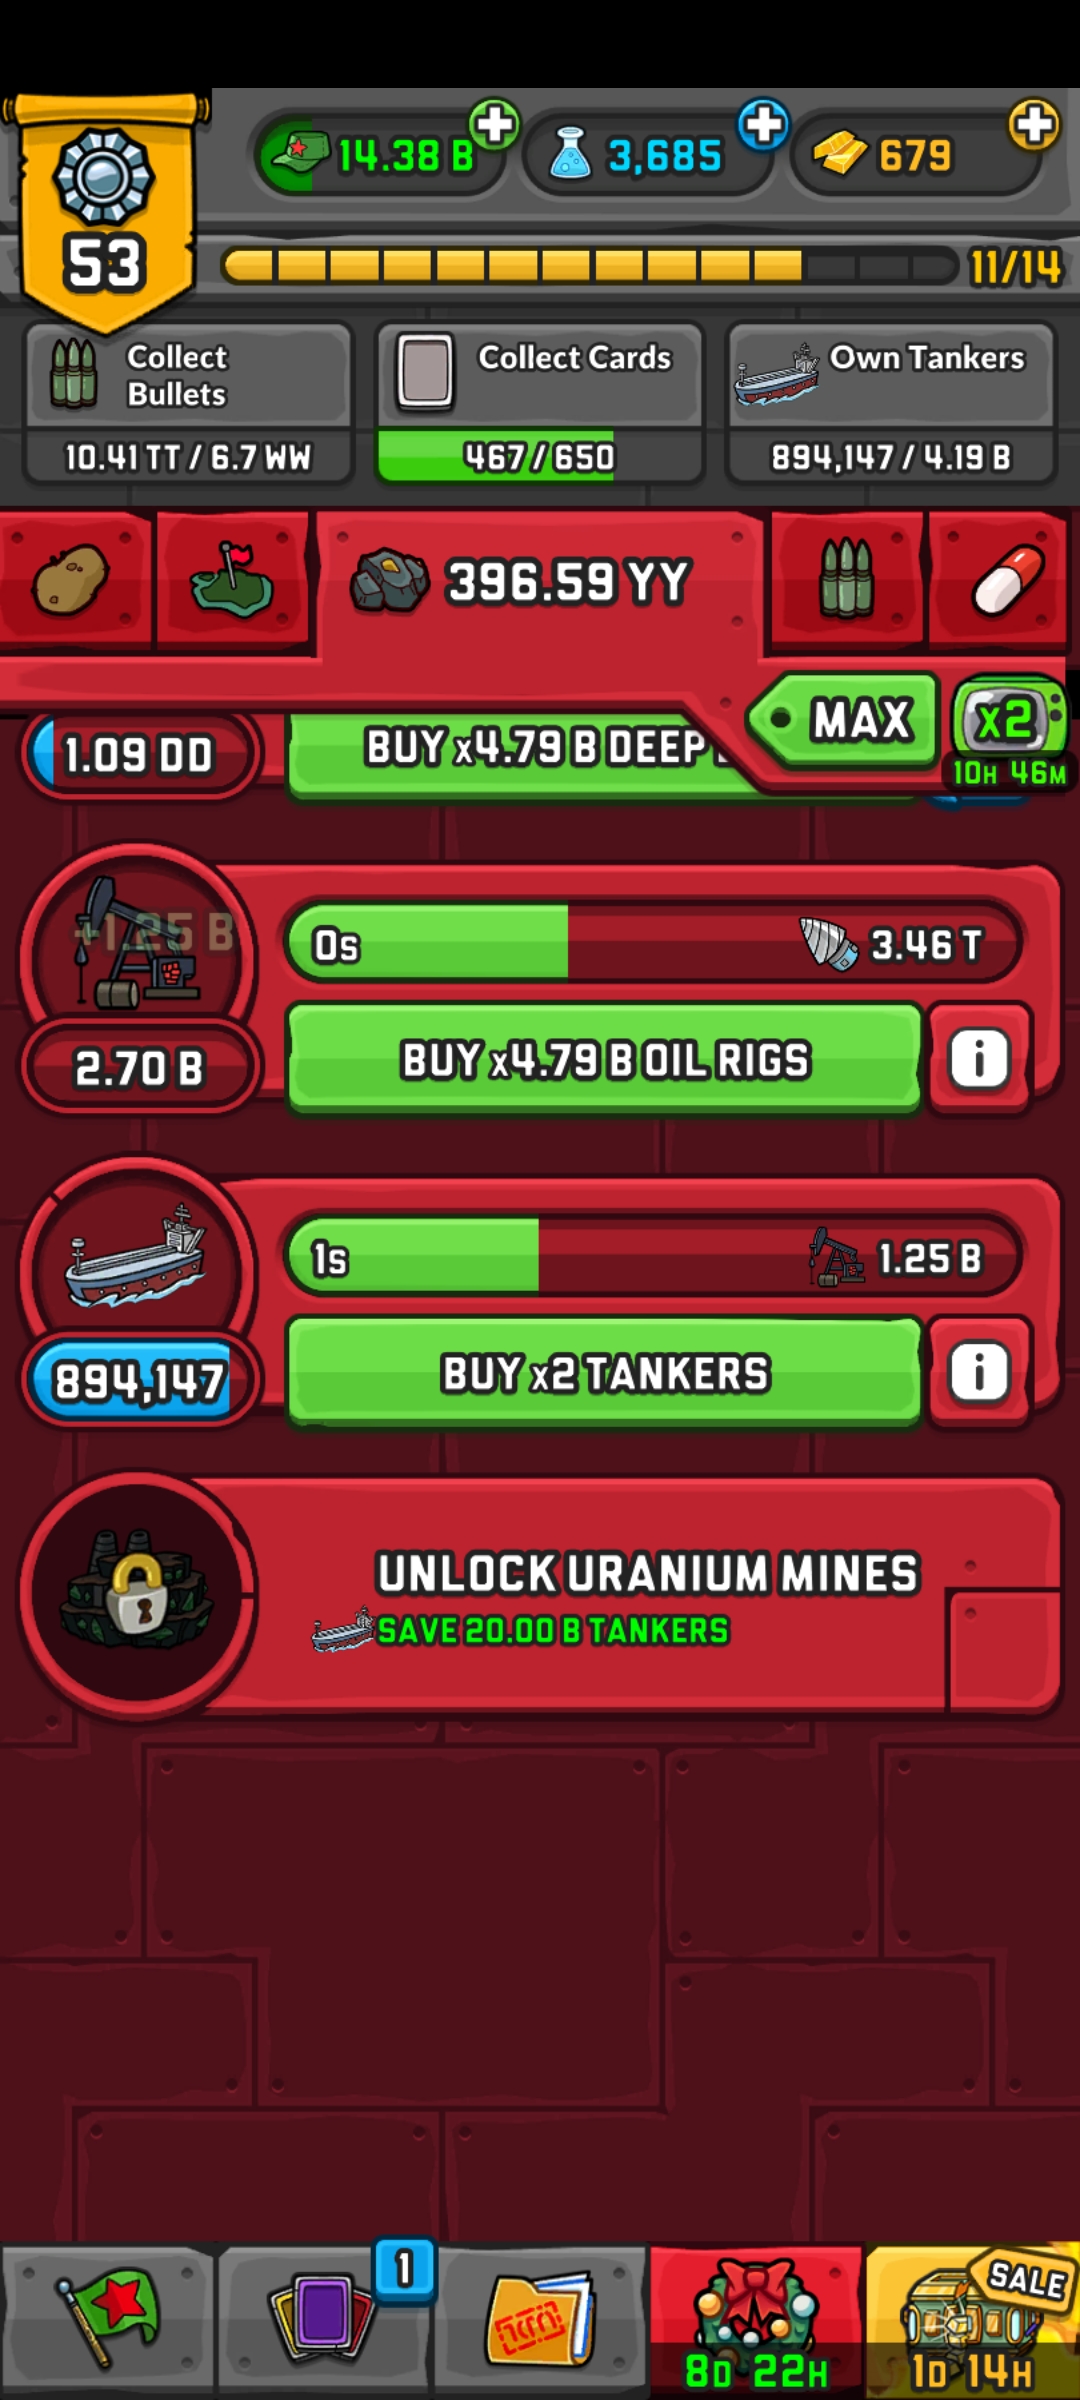 14.38 B
3,685
679
53
11/14
Collect
Bullets
Collect Cards
Own Tankers
10.41 TT / 6.7 WW
467/650
894,147 / 4.19 B
396.59 YY
MAX
x2
10H 46M
1.09 DD
BUY x4.79 B DEEP
+1.25 B
0s
3.46 T
2.70 B
BUY x4.79 B OIL RIGS
i
1s
1.25 B
894,147
BUY x2 TANKERS
i
UNLOCK URANIUM MINES
SAVE 20.00 B TANKERS
1
SALE
8D 22H
1D 14H